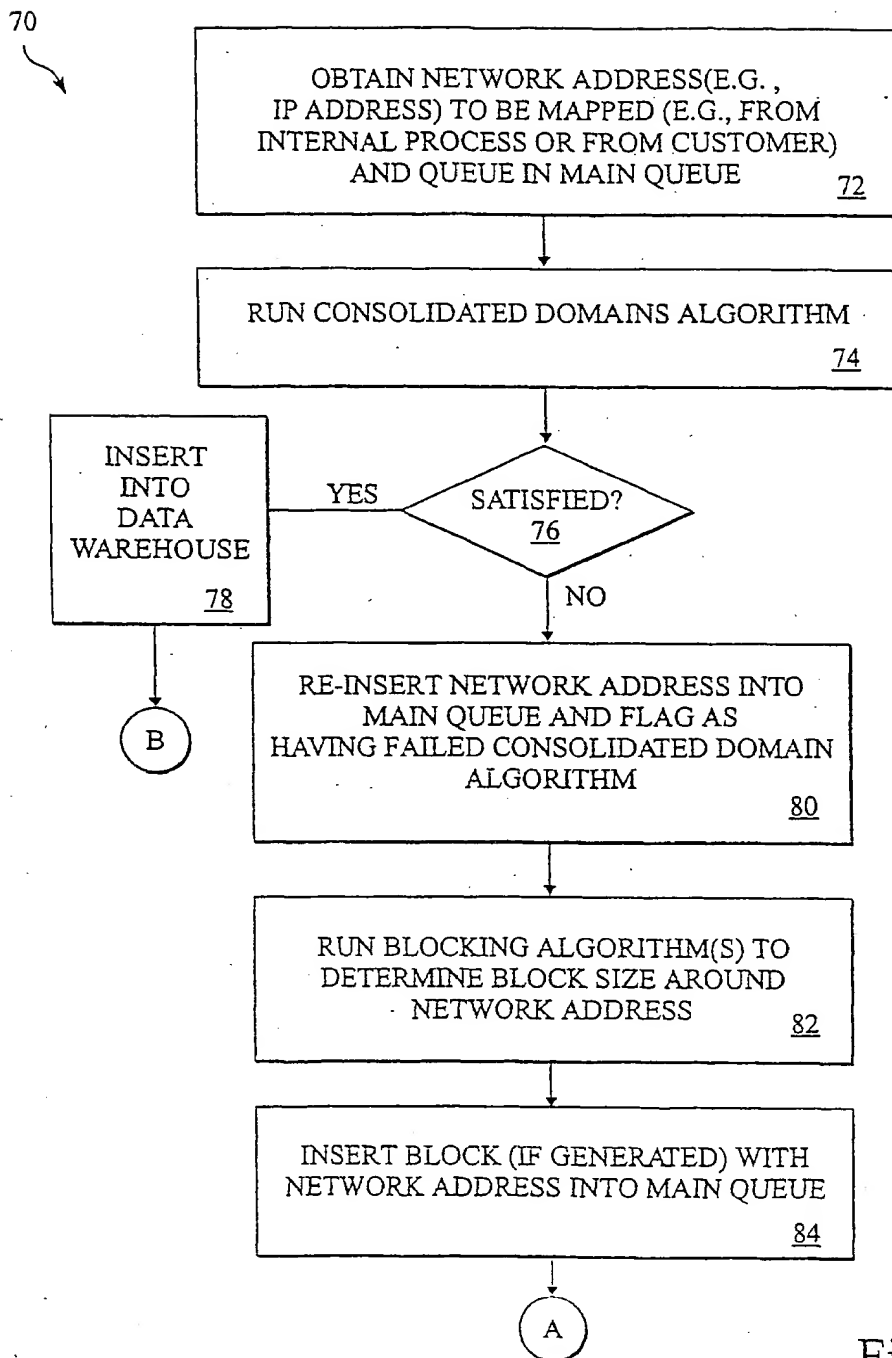 70
OBTAIN NETWORK ADDRESS(E.G. ,
IP ADDRESS) TO BE MAPPED (E.G., FROM
INTERNAL PROCESS OR FROM CUSTOMER)
AND QUEUE IN MAIN QUEUE
72
RUN CONSOLIDATED DOMAINS ALGORITHM
74
INSERT
INTO
DATA
WAREHOUSE
78
YES
SATISFIED?
76
NO
B
RE-INSERT NETWORK ADDRESS INTO
MAIN QUEUE AND FLAG AS
HAVING FAILED CONSOLIDATED DOMAIN
ALGORITHM
80
RUN BLOCKING ALGORITHM(S) TO
DETERMINE BLOCK SIZE AROUND
NETWORK ADDRESS
82
INSERT BLOCK (IF GENERATED) WITH
NETWORK ADDRESS INTO MAIN QUEUE
84
A